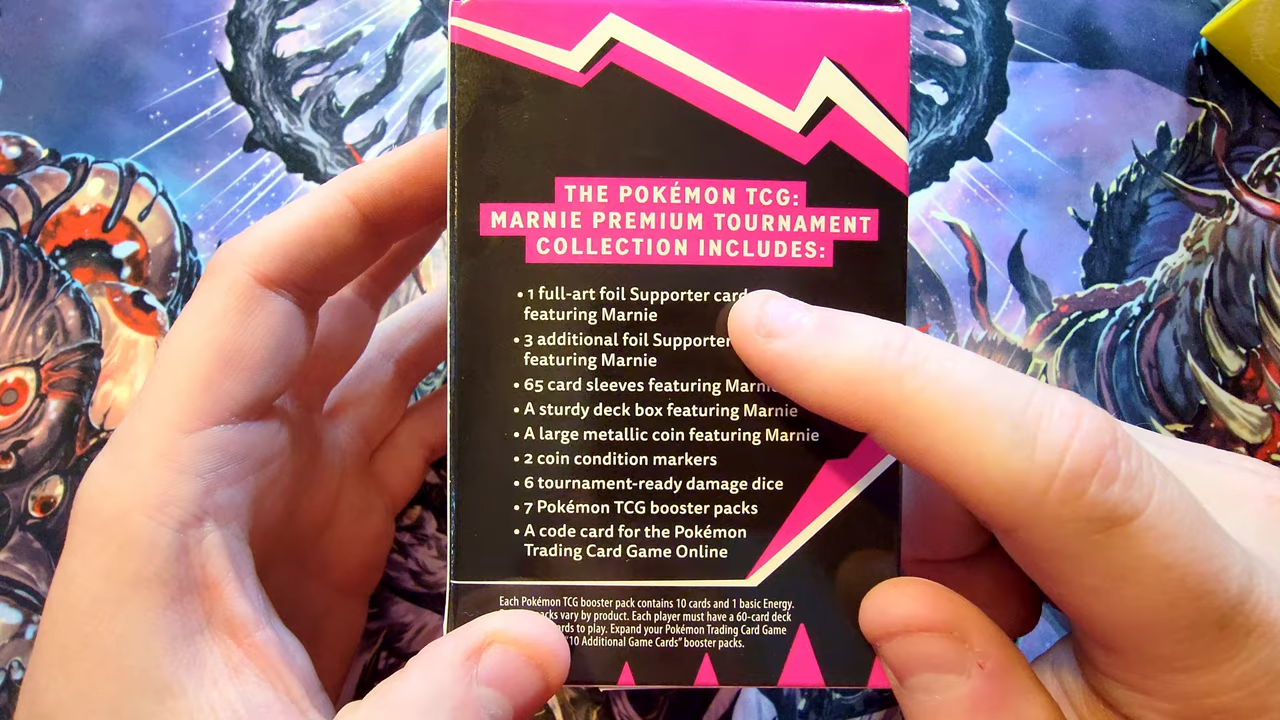 THE POKÉMON TCG:
MARNIE PREMIUM TOURNAMENT
COLLECTION INCLUDES:
• 1 full-art foil Supporter card
featuring Marnie
• 3 additional foil Supporter
featuring Marnie
• 65 card sleeves featuring Marnie
• A sturdy deck box featuring Marnie
• A large metallic coin featuring Marnie
• 2 coin condition markers
• 6 tournament-ready damage dice
• 7 Pokémon TCG booster packs
• A code card for the Pokémon
Trading Card Game Online
Each Pokémon TCG booster pack contains 10 cards and 1 basic Energy.
vary by product. Each player must have a 60-card deck
to play. Expand your Pokémon Trading Card Game
"10 Additional Game Cards" booster packs.